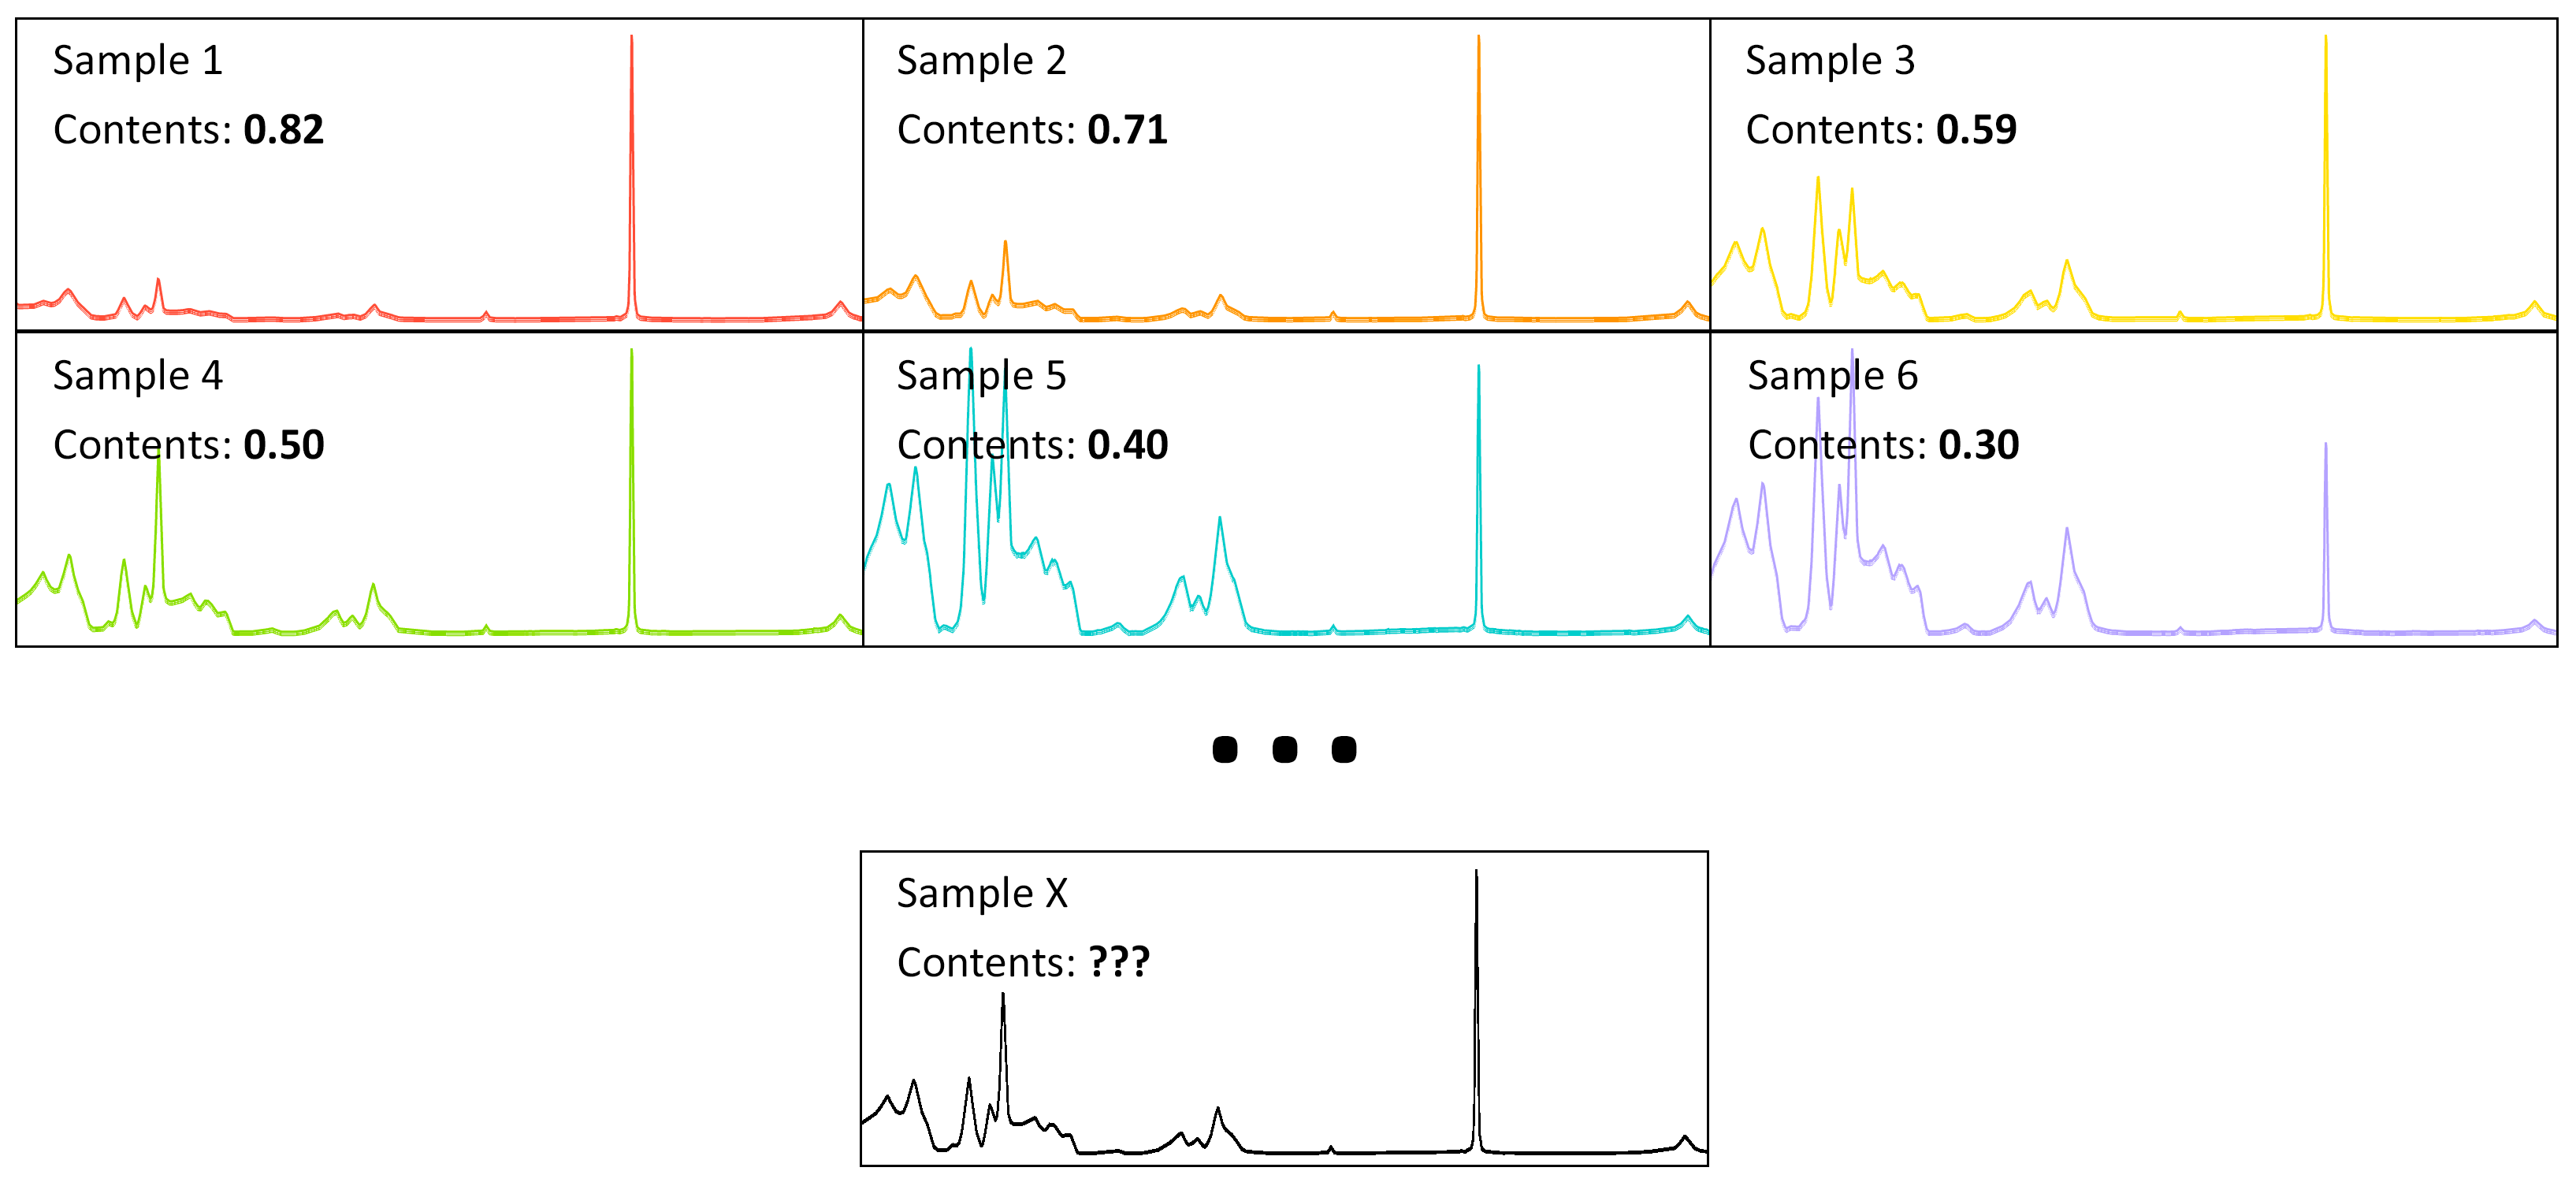 Sample 1
Contents: 0.82
Sample 2
Contents: 0.71
Sample 3
Contents: 0.59
Sample 4
Contents: 0.50
Sample 5
Contents: 0.40
Sample 6
Contents: 0.30
...
Sample X
Contents: ???